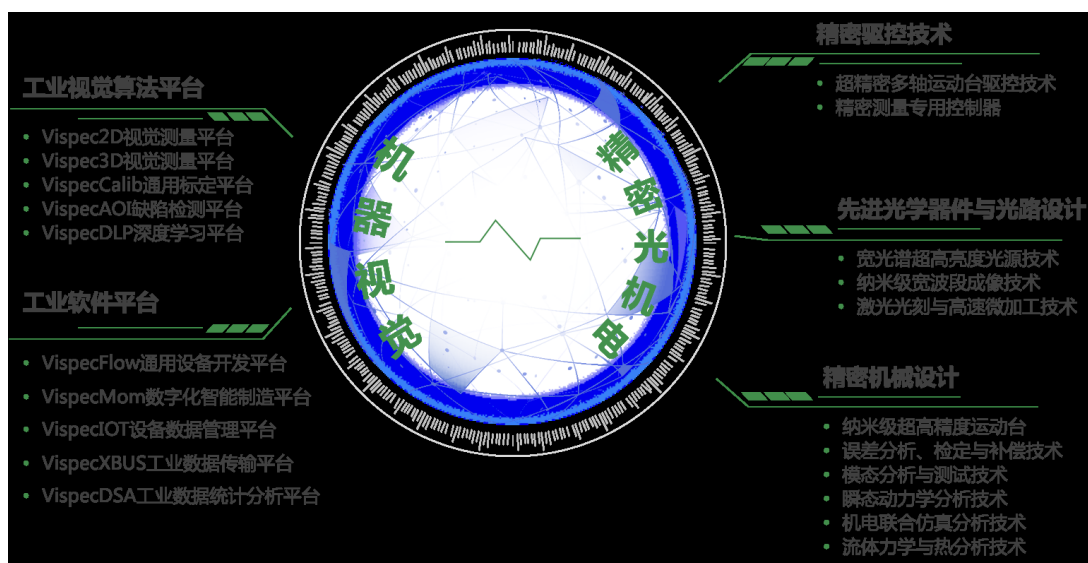 工业视觉算法平台
Vispec2D视觉测量平台
Vispec3D视觉测量平台
VispecCalib通用标定平台
VispecAOI缺陷检测平台
VispecDLP深度学习平台
工业软件平台
VispecFlow通用设备开发平台
VispecMom数字化智能制造平台
VispecIOT设备数据管理平台
VispecXBUS工业数据传输平台
VispecDSA工业数据统计分析平台
机器视觉
精密光机电
精密驱控技术
超精密多轴运动台驱控技术
精密测量专用控制器
先进光学器件与光路设计
宽光谱超高亮度光源技术
纳米级宽波段成像技术
激光光刻与高速微加工技术
精密机械设计
纳米级超高精度运动台
误差分析、检定与补偿技术
模态分析与测试技术
瞬态动力学分析技术
机电联合仿真分析技术
流体力学与热分析技术